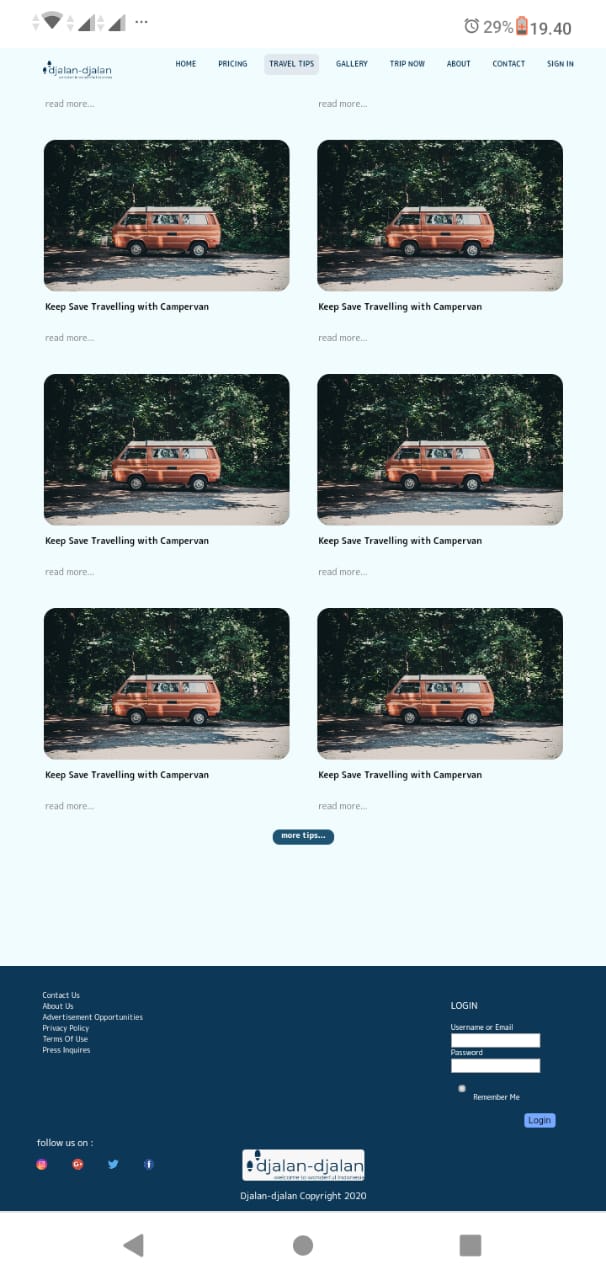 29% 19.40
djalan-djalan
HOME PRICING TRAVEL TIPS GALLERY TRIP NOW ABOUT CONTACT SIGN IN
read more... read more...
Keep Save Travelling with Campervan Keep Save Travelling with Campervan
read more... read more...
Keep Save Travelling with Campervan Keep Save Travelling with Campervan
read more... read more...
Keep Save Travelling with Campervan Keep Save Travelling with Campervan
read more... read more...
more tips...
Contact Us
About Us
Advertisement Opportunities
Privacy Policy
Terms Of Use
Press Inquires
LOGIN
Username or Email
Password
Remember Me
Login
follow us on :
djalan-djalan
welcome to wonderful indonesia
Djalan-djalan Copyright 2020